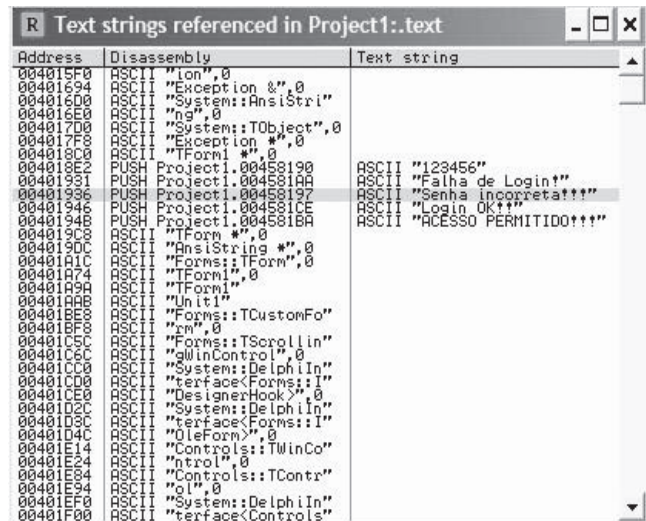 R Text strings referenced in Project1:.text
Address Disassembly Text string
004015F0 ASCII "ion",0
00401694 ASCII "Exception &",0
004016D0 ASCII "System::AnsiStri"
004016E0 ASCII "ng",0
004017D0 ASCII "System::TObject",0
004017F8 ASCII "Exception *",0
004018C0 ASCII "TForm1 *",0
004018E2 PUSH Project1.00458190 ASCII "123456"
00401931 PUSH Project1.004581AA ASCII "Falha de Login!"
00401936 PUSH Project1.00458197 ASCII "Senha incorreta!!!"
00401946 PUSH Project1.004581CE ASCII "Login OK!!"
0040194B PUSH Project1.004581BA ASCII "ACESSO PERMITIDO!!!"
004019C8 ASCII "TForm *",0
004019DC ASCII "AnsiString *",0
00401A1C ASCII "Forms::TForm",0
00401A74 ASCII "TForm1",0
00401A9A ASCII "TForm1"
00401AAB ASCII "Unit1"
00401BE8 ASCII "Forms::TCustomFo"
00401BF8 ASCII "rm",0
00401C5C ASCII "Forms::TScrollin"
00401C6C ASCII "gWinControl",0
00401CC0 ASCII "System::DelphiIn"
00401CD0 ASCII "terface<Forms::I"
00401CE0 ASCII "DesignerHook>",0
00401D2C ASCII "System::DelphiIn"
00401D3C ASCII "terface<Forms::I"
00401D4C ASCII "OleForm>",0
00401E14 ASCII "Controls::TWinCo"
00401E24 ASCII "ntrol",0
00401E84 ASCII "Controls::TContr"
00401E94 ASCII "ol",0
00401EF0 ASCII "System::DelphiIn"
00401F00 ASCII "terface<Controls"